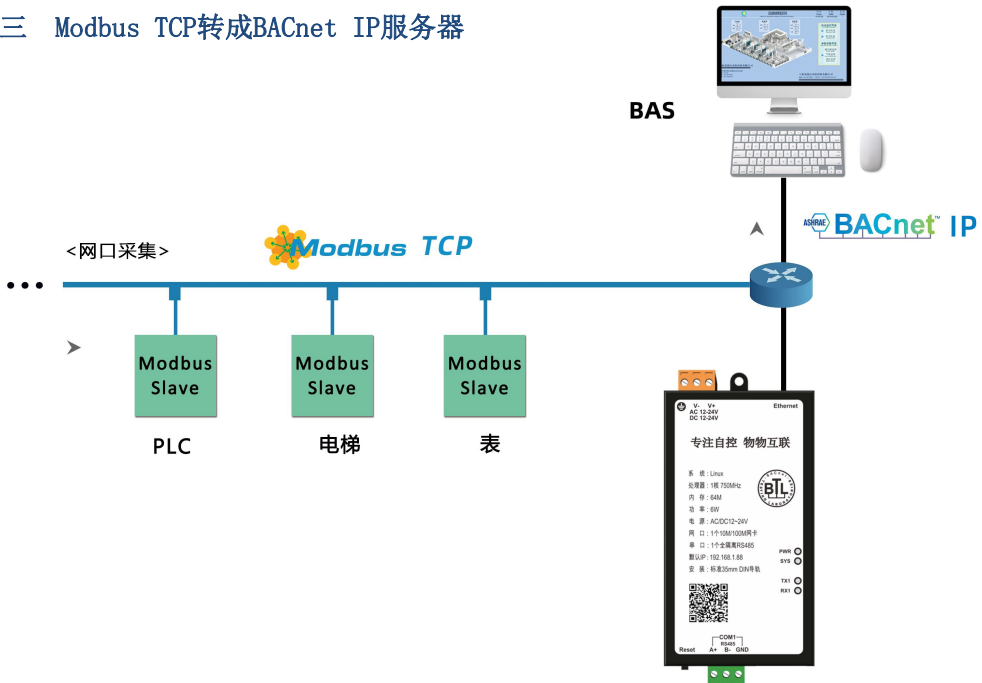 三 Modbus TCP转成BACnet IP服务器
BAS
ASHRAE BACnet™ IP
<网口采集>
Modbus TCP
Modbus Slave
Modbus Slave
Modbus Slave
PLC
电梯
表
V- V+
AC 12-24V
DC 12-24V
Ethernet
专注自控 物物互联
系 统：Linux
处理器：1核 750MHz
内 存：64M
功 率：6W
电 源：AC/DC12~24V
网 口：1个10M/100M网卡
串 口：1个全隔离RS485
默认IP：192.168.1.88
安 装：标准35mm DIN导轨
BTL
PWR
SYS
TX1
RX1
COM1
RS485
Reset A+ B- GND